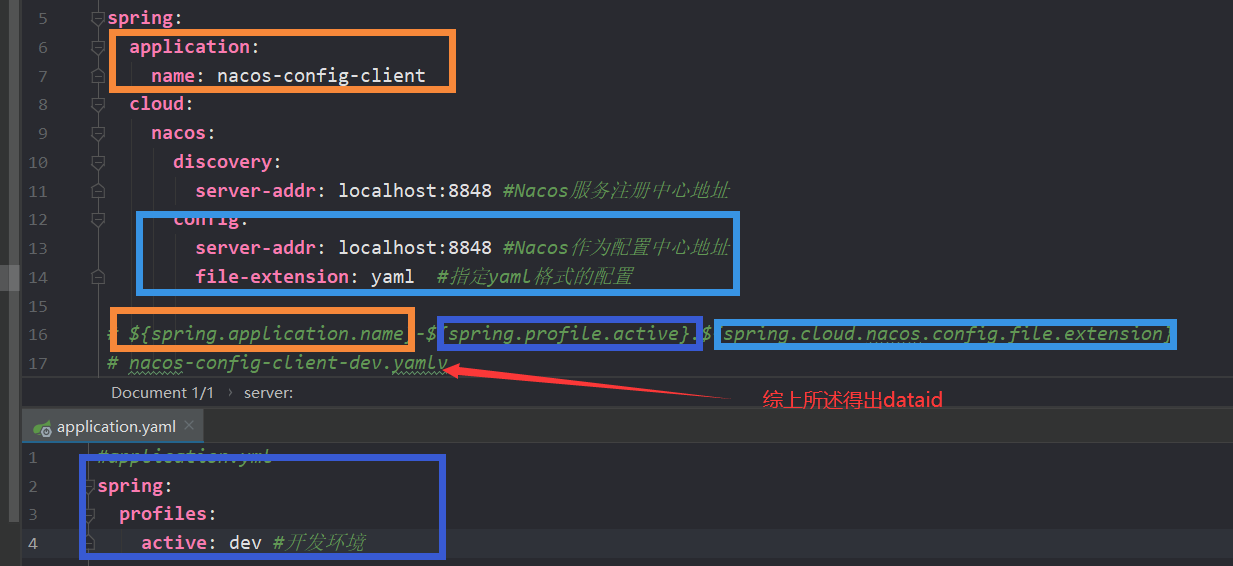 5 spring:
6 application:
7 name: nacos-config-client
8 cloud:
9 nacos:
10 discovery:
11 server-addr: localhost:8848 #Nacos服务注册中心地址
12 config:
13 server-addr: localhost:8848 #Nacos作为配置中心地址
14 file-extension: yaml #指定yaml格式的配置
15
16 # ${spring.application.name}-${spring.profile.active}.${spring.cloud.nacos.config.file.extension}
17 # nacos-config-client-dev.yamlv
综上所述得出dataid
Document 1/1 › server:
application.yaml ×
1 #application.yml
2 spring:
3 profiles:
4 active: dev #开发环境